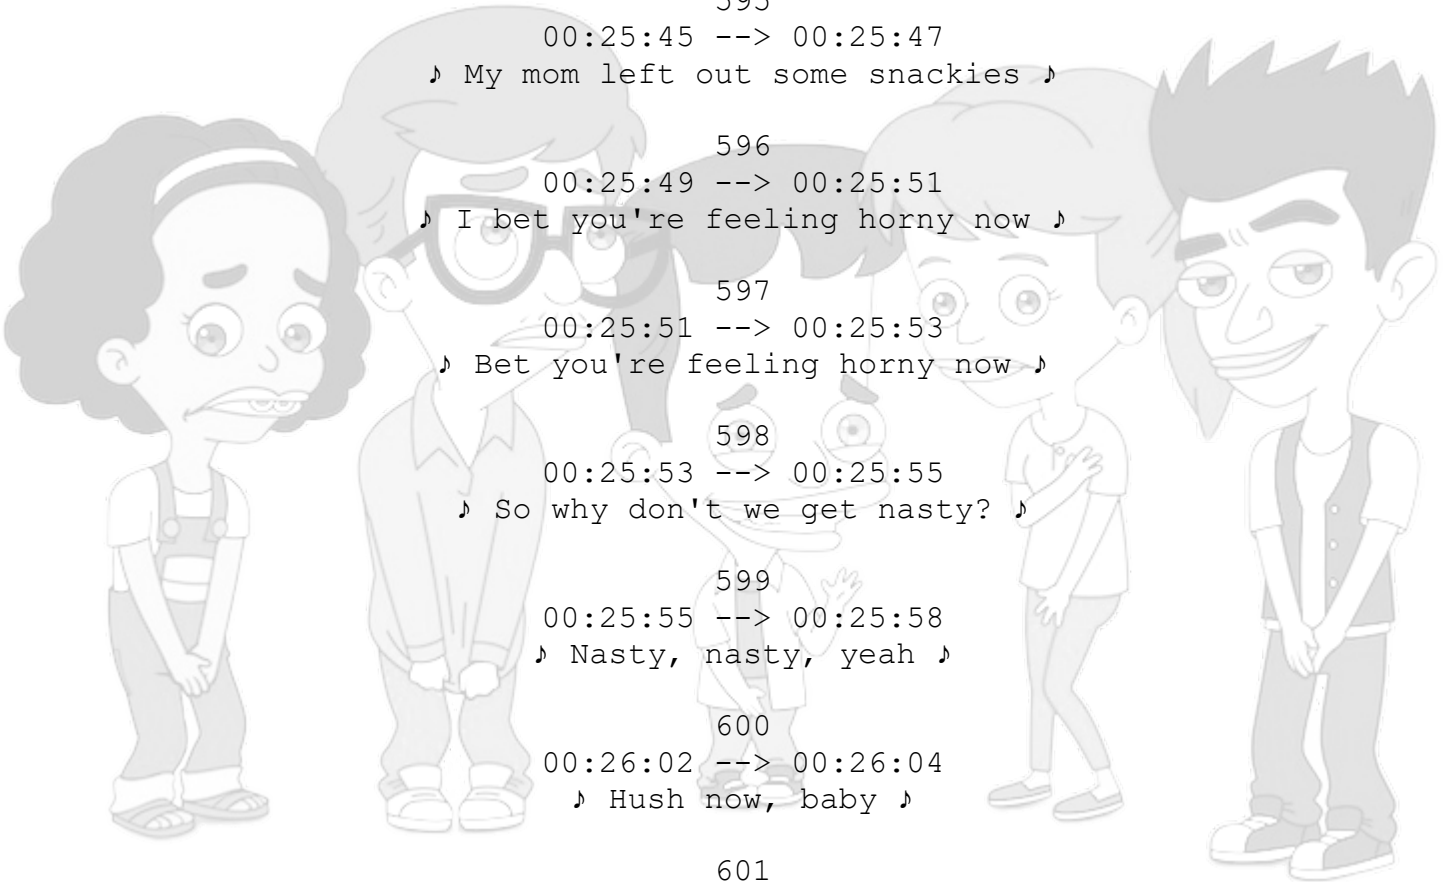 595
00:25:45 --> 00:25:47
♪ My mom left out some snackies ♪
596
00:25:49 --> 00:25:51
♪ I bet you're feeling horny now ♪
597
00:25:51 --> 00:25:53
♪ Bet you're feeling horny now ♪
598
00:25:53 --> 00:25:55
♪ So why don't we get nasty? ♪
599
00:25:55 --> 00:25:58
♪ Nasty, nasty, yeah ♪
600
00:26:02 --> 00:26:04
♪ Hush now, baby ♪
601